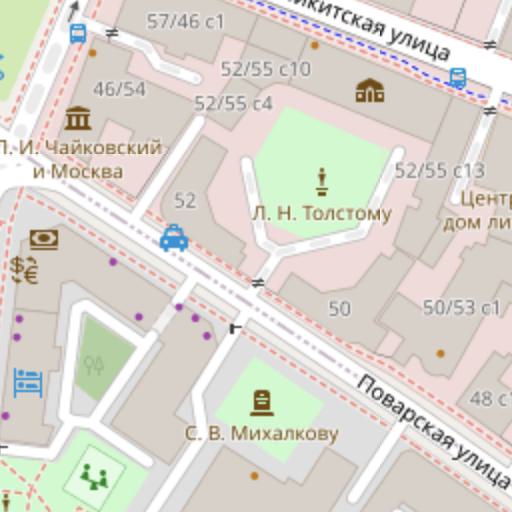 57/46 с1
икитская улица
52/55 с10
46/54
52/55 с4
П. И. Чайковский
и Москва
52/55 с13
52
Л. Н. Толстому
Центр
дом ли
50
50/53 с1
Поварская улица
48 с
С. В. Михалкову